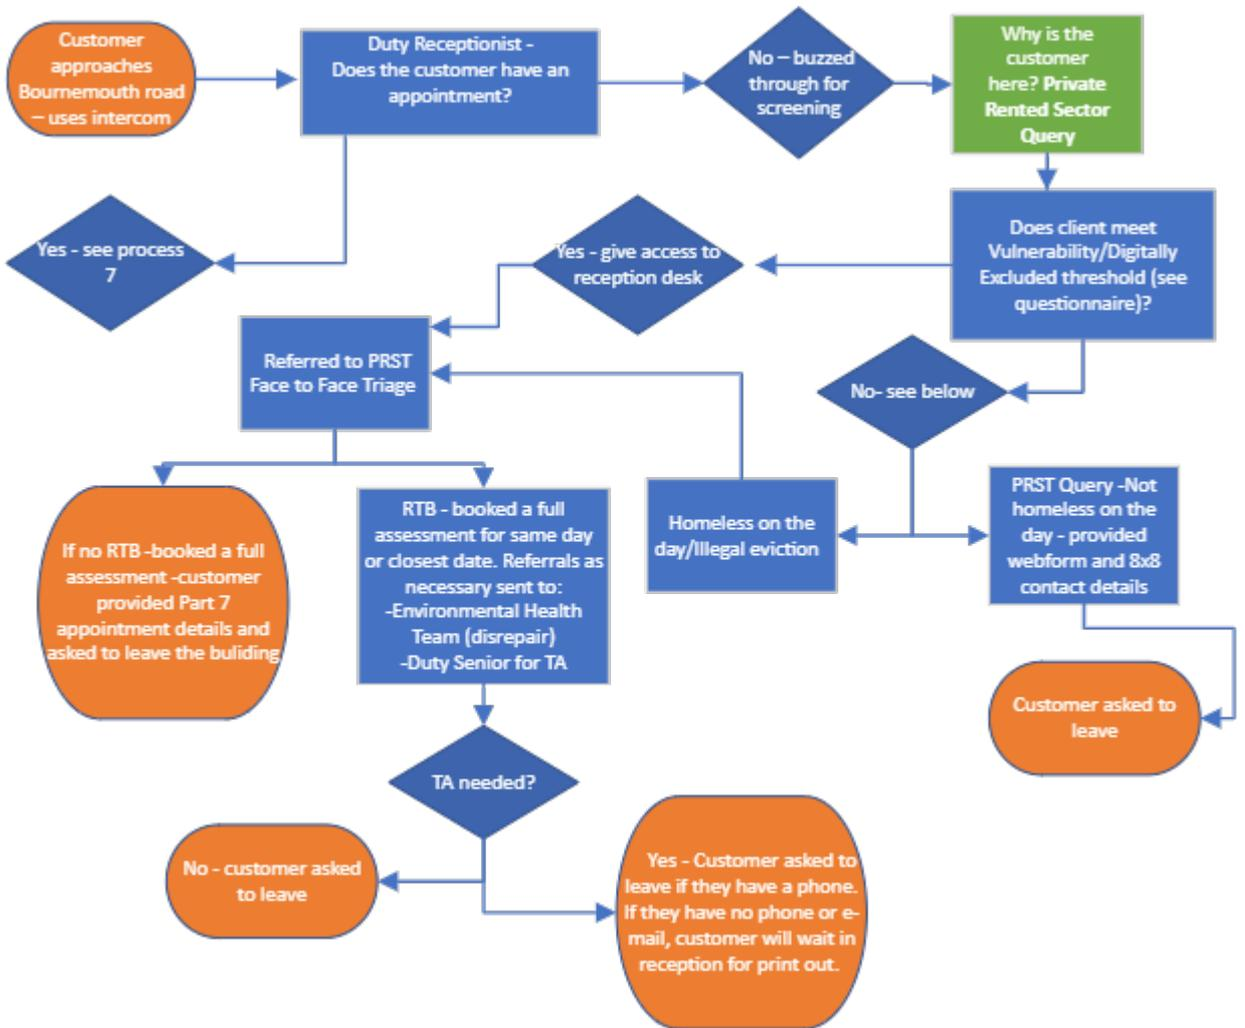 Customer
approaches
Bournemouth road
– uses intercom
Duty Receptionist -
Does the customer have an
appointment?
No – buzzed
through for
screening
Why is the
customer
here? Private
Rented Sector
Query
Yes - see process
7
Yes - give access to
reception desk
Does client meet
Vulnerability/Digitally
Excluded threshold (see
questionnaire)?
Referred to PRST
Face to Face Triage
No- see below
If no RTB -booked a full
assessment -customer
provided Part 7
appointment details and
asked to leave the buliding
RTB - booked a full
assessment for same day
or closest date. Referrals as
necessary sent to:
-Environmental Health
Team (disrepair)
-Duty Senior for TA
Homeless on the
day/Illegal eviction
PRST Query -Not
homeless on the
day - provided
webform and 8x8
contact details
Customer asked to
leave
TA needed?
No - customer asked
to leave
Yes - Customer asked to
leave if they have a phone.
If they have no phone or e-
mail, customer will wait in
reception for print out.